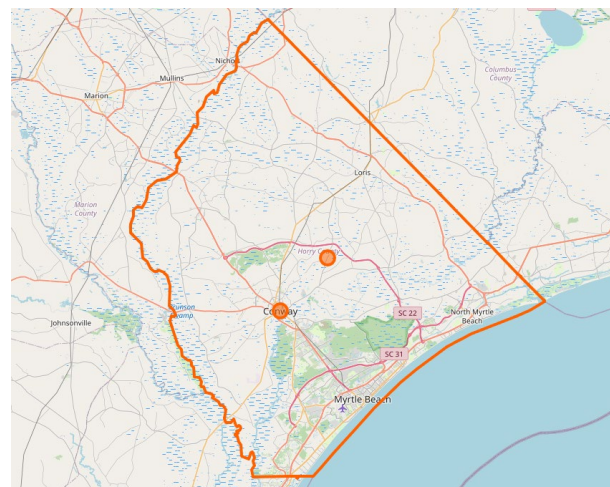 Nichols
Mullins
Marion
Columbus
County
Loris
Marion
County
Horry County
Johnsonville
Conway
SC 22
North Myrtle
Beach
SC 31
Myrtle Beach